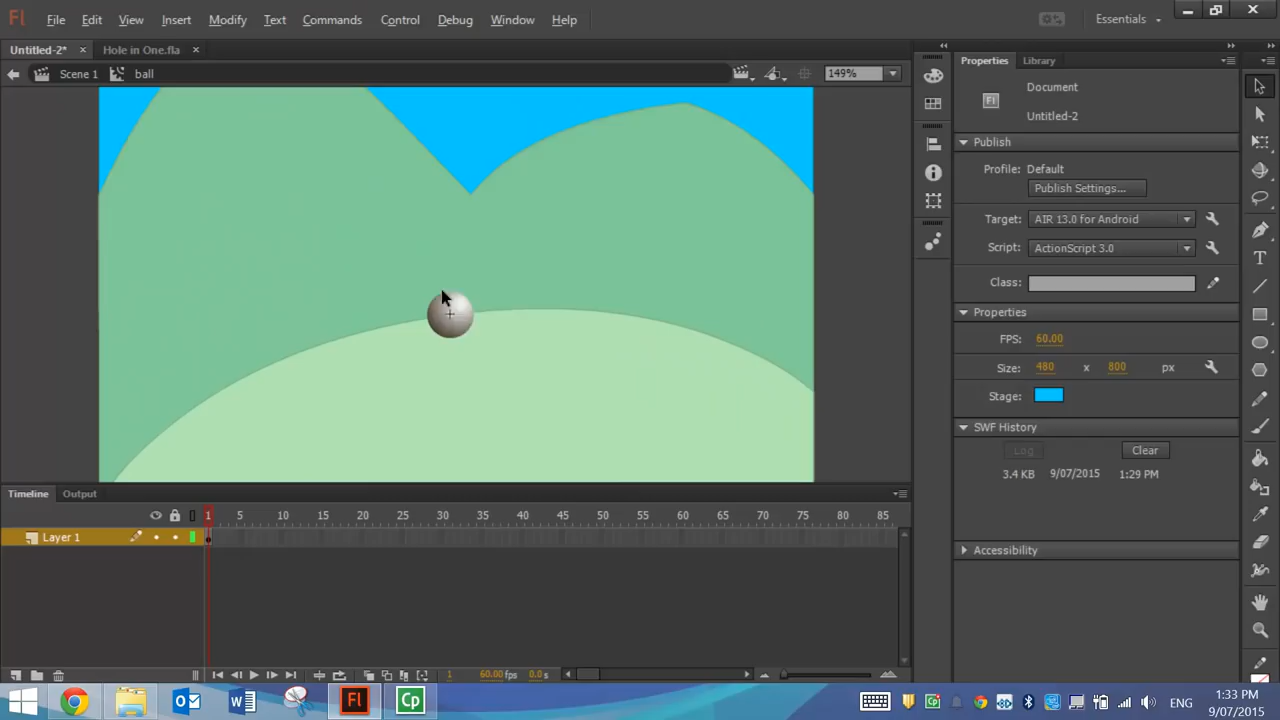 Fl File Edit View Insert Modify Text Commands Control Debug Window Help Essentials
Untitled-2* × Hole in One.fla ×
Scene 1 ball 149%
Properties Library
Fl Document
Untitled-2
Publish
Profile: Default
Publish Settings...
Target: AIR 13.0 for Android
Script: ActionScript 3.0
Class:
Properties
FPS: 60.00
Size: 480 x 800 px
Stage:
SWF History
Log Clear
3.4 KB 9/07/2015 1:29 PM
Accessibility
Timeline Output
1 5 10 15 20 25 30 35 40 45 50 55 60 65 70 75 80 85
Layer 1
1 60.00 fps 0.0 s
Fl Cp ENG 1:33 PM
9/07/2015